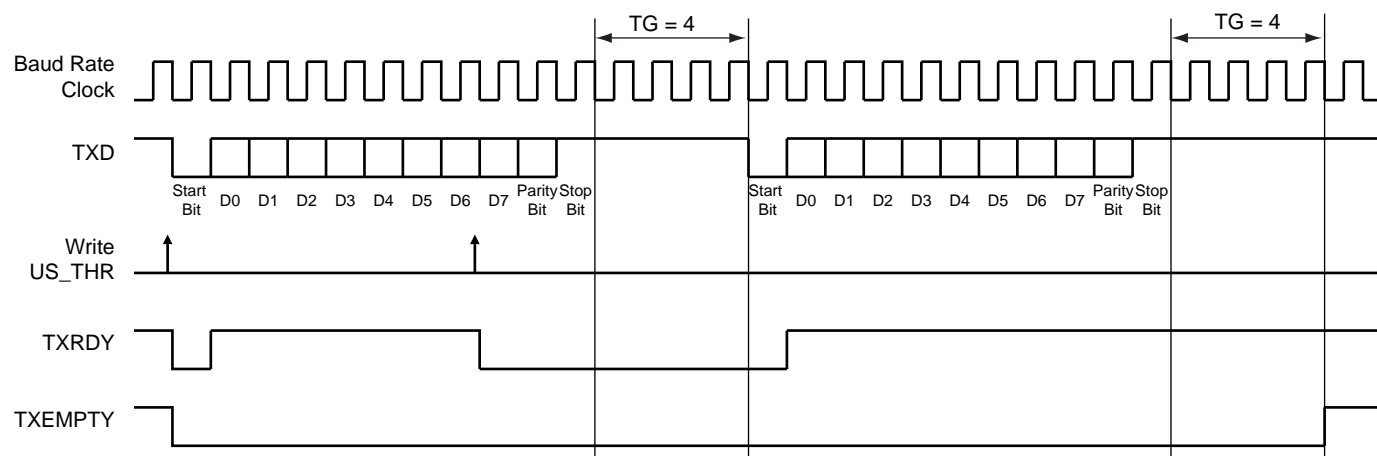 TG = 4
TG = 4
Baud Rate
Clock
TXD
Start
Bit
D0
D1
D2
D3
D4
D5
D6
D7
Parity
Bit
Stop
Bit
Start
Bit
D0
D1
D2
D3
D4
D5
D6
D7
Parity
Bit
Stop
Bit
Write
US_THR
TXRDY
TXEMPTY